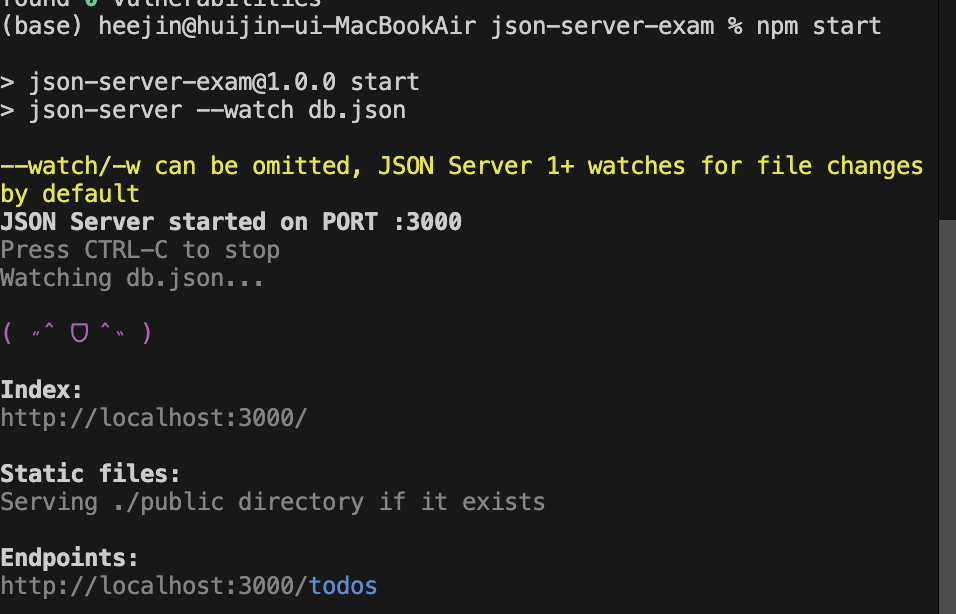 found 0 vulnerabilities
(base) heejin@huijin-ui-MacBookAir json-server-exam % npm start
> json-server-exam@1.0.0 start
> json-server --watch db.json
--watch/-w can be omitted, JSON Server 1+ watches for file changes
by default
JSON Server started on PORT :3000
Press CTRL-C to stop
Watching db.json...
( ˶ˆ ᗜ ˆ˵ )
Index:
http://localhost:3000/
Static files:
Serving ./public directory if it exists
Endpoints:
http://localhost:3000/todos